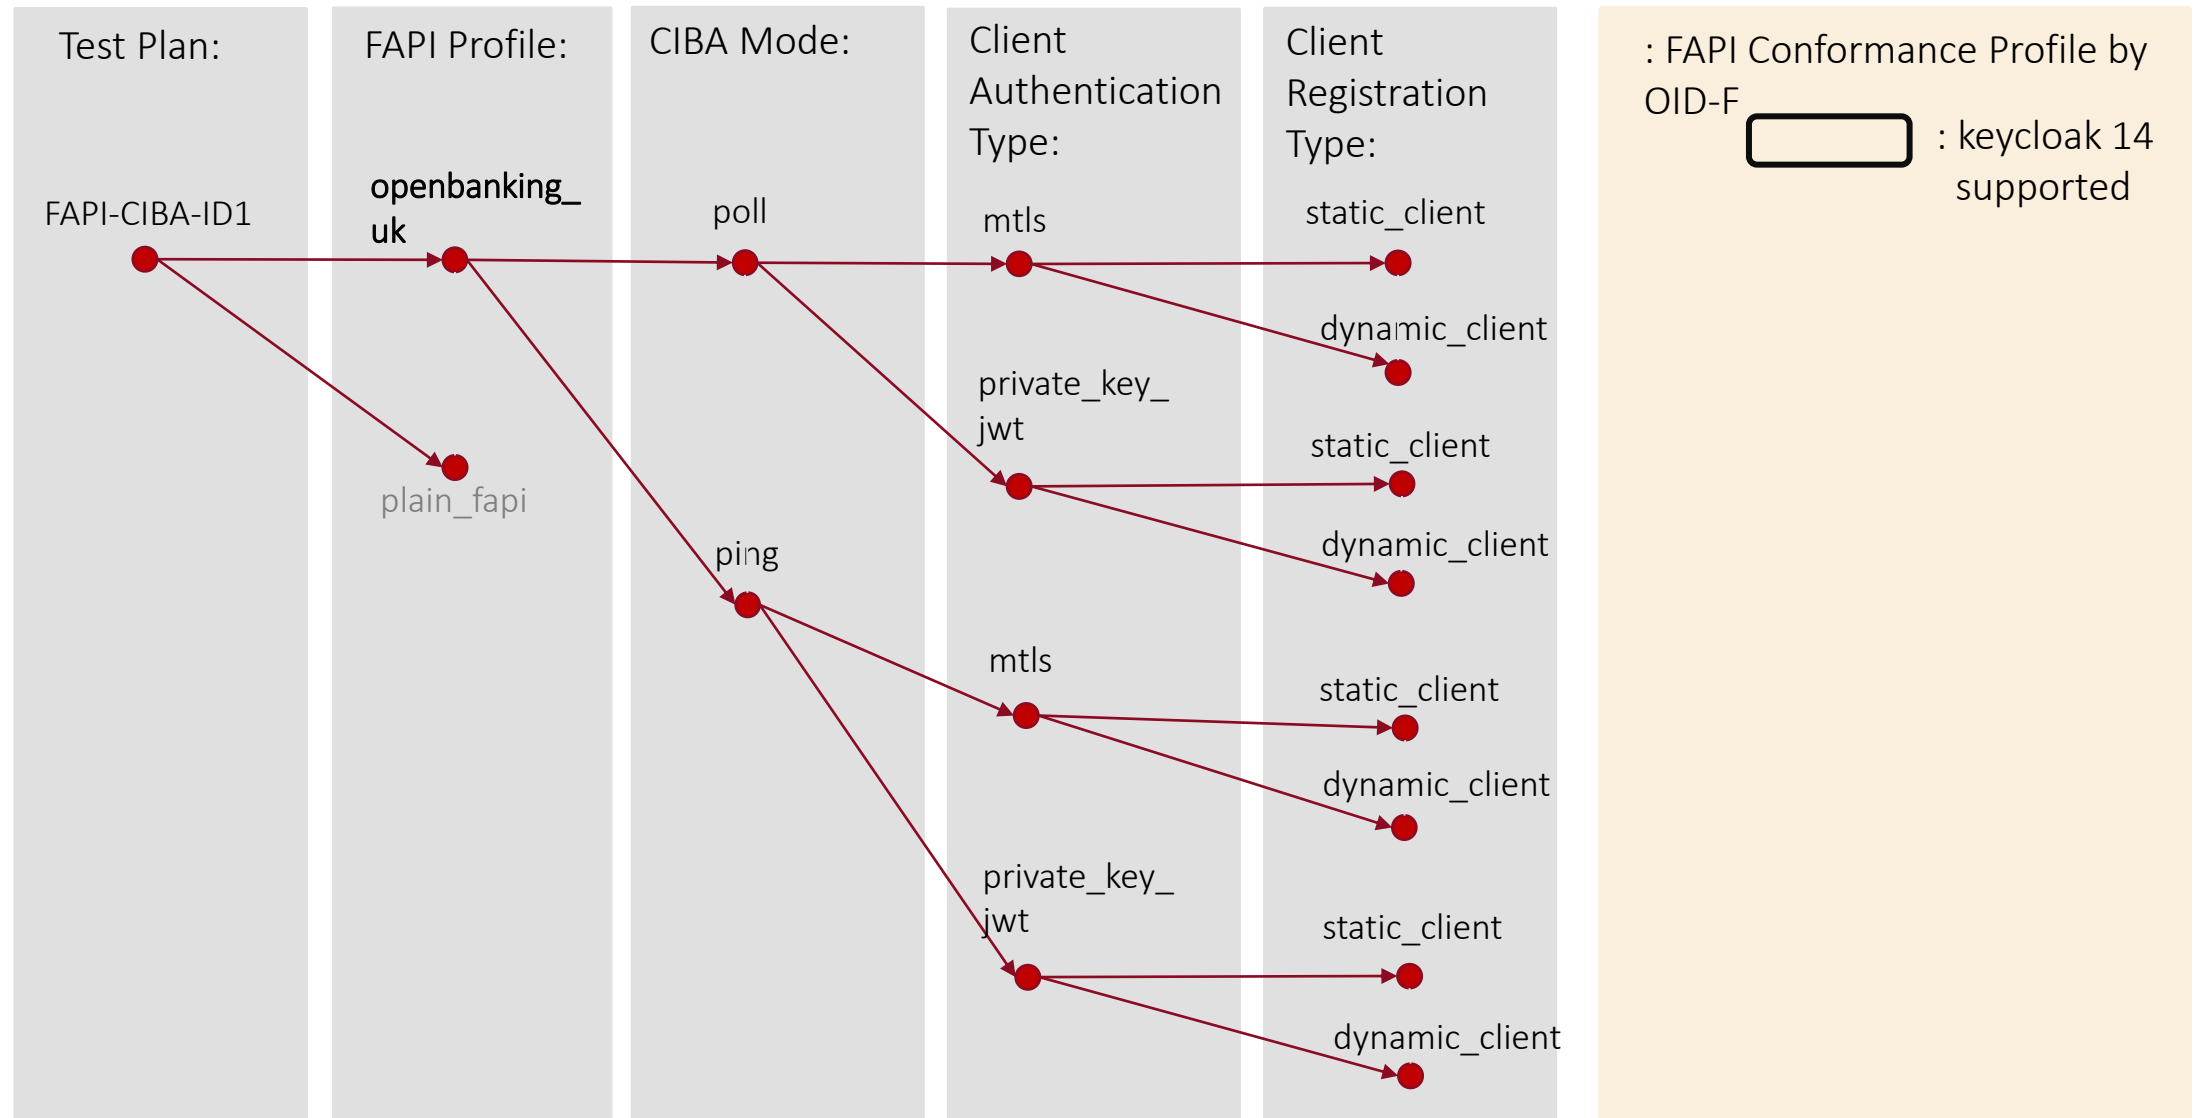 Test Plan:
FAPI Profile:
CIBA Mode:
Client
Authentication
Type:
Client
Registration
Type:
: FAPI Conformance Profile by
OID-F
: keycloak 14
supported
FAPI-CIBA-ID1
openbanking_
uk
plain_fapi
poll
ping
mtls
private_key_
jwt
mtls
private_key_
jwt
static_client
dynamic_client
static_client
dynamic_client
static_client
dynamic_client
static_client
dynamic_client